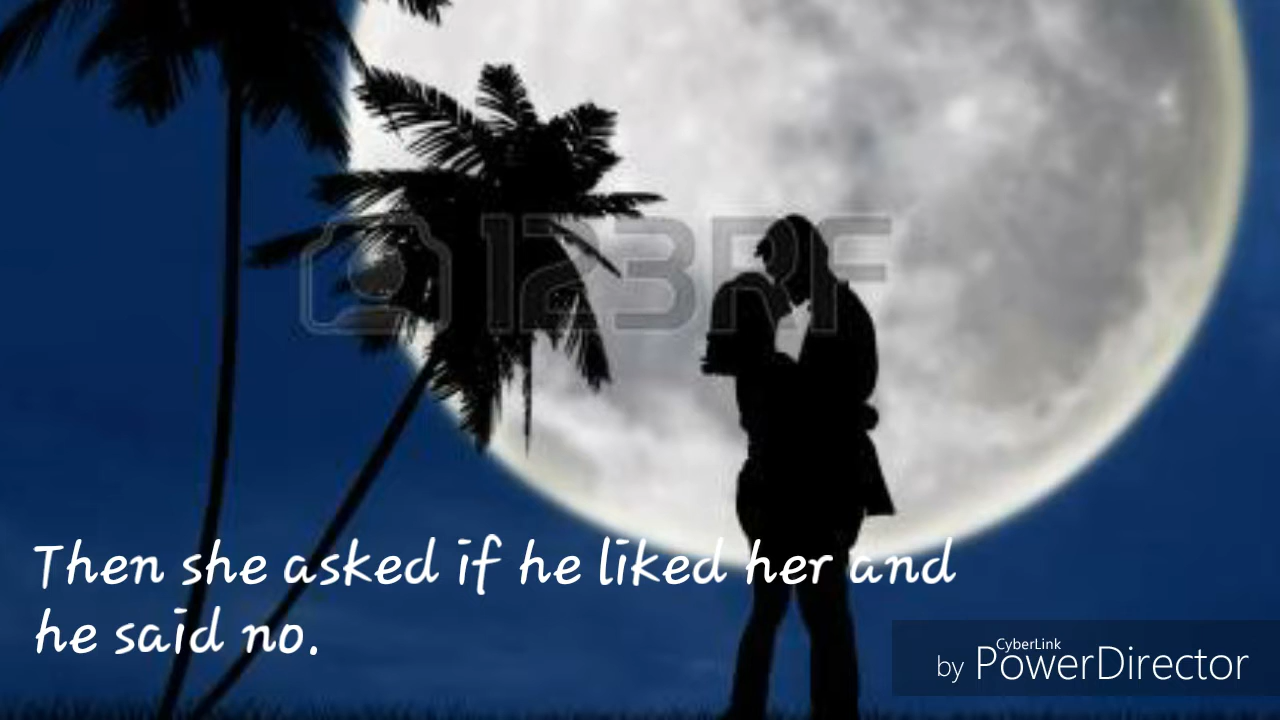 123RF
Then she asked if he liked her and
he said no.
CyberLink
by PowerDirector